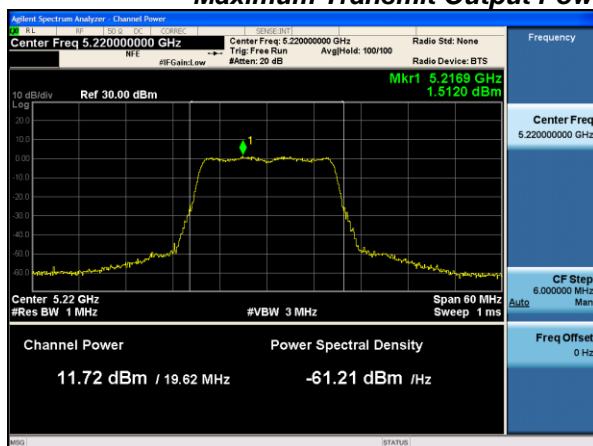 Maximum Transmit Output Pow
Agilent Spectrum Analyzer - Channel Power
RL RF 50 Ω DC CORREC SENSE:INT
Center Freq 5.220000000 GHz
NFE
#IFGain:Low
Center Freq: 5.220000000 GHz
Trig: Free Run Avg|Hold: 100/100
#Atten: 20 dB
Radio Std: None
Radio Device: BTS
Frequency
Mkr1 5.2169 GHz
1.5120 dBm
10 dB/div Ref 30.00 dBm
Log
20.0
10.0
0.00
-10.0
-20.0
-30.0
-40.0
-50.0
-60.0
1
Center Freq
5.220000000 GHz
Center 5.22 GHz Span 60 MHz
#Res BW 1 MHz #VBW 3 MHz Sweep 1 ms
CF Step
6.000000 MHz
Auto Man
Freq Offset
0 Hz
Channel Power Power Spectral Density
11.72 dBm / 19.62 MHz -61.21 dBm /Hz
MSG STATUS